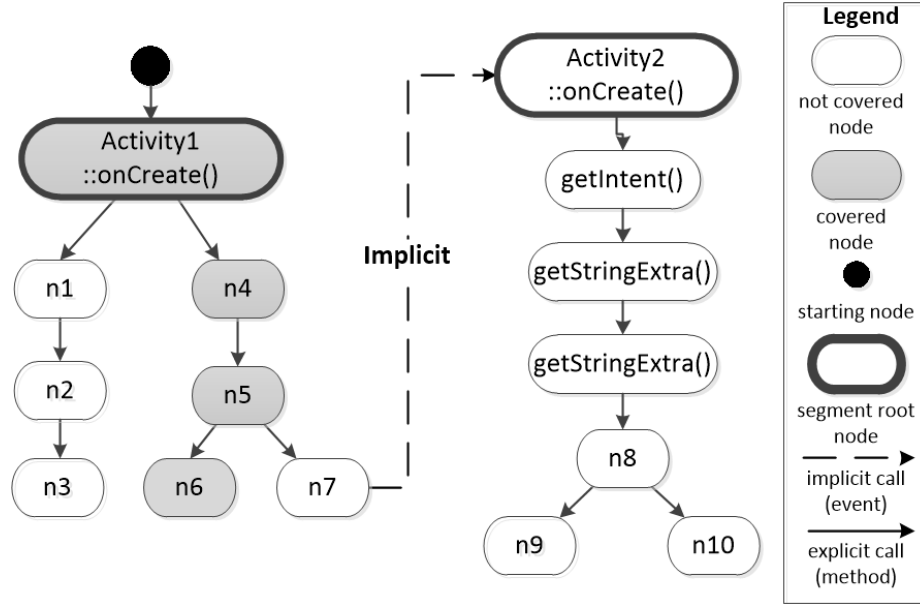 Activity1
::onCreate()
n1
n2
n3
n4
n5
n6
n7
Implicit
Activity2
::onCreate()
getIntent()
getStringExtra()
getStringExtra()
n8
n9
n10
Legend
not covered
node
covered
node
starting node
segment root
node
implicit call
(event)
explicit call
(method)